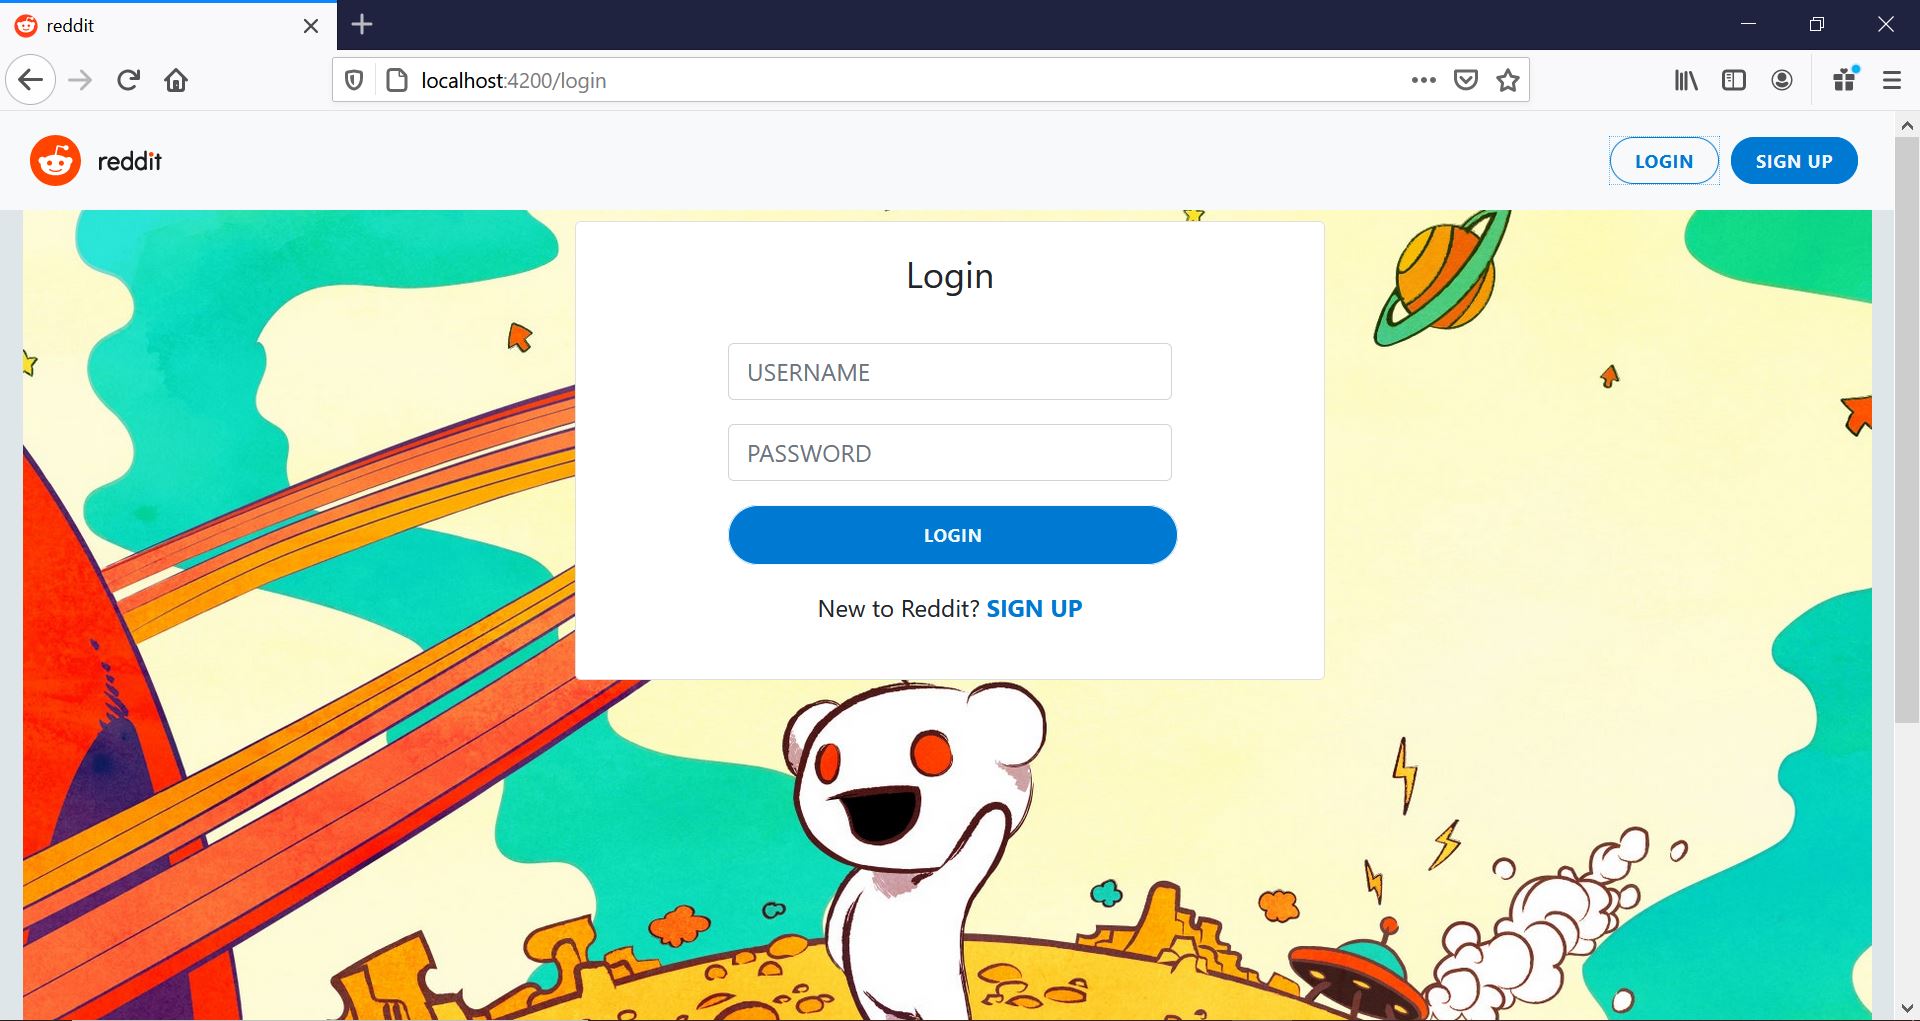 reddit
localhost:4200/login
reddit
LOGIN
SIGN UP
Login
USERNAME
PASSWORD
LOGIN
New to Reddit? SIGN UP